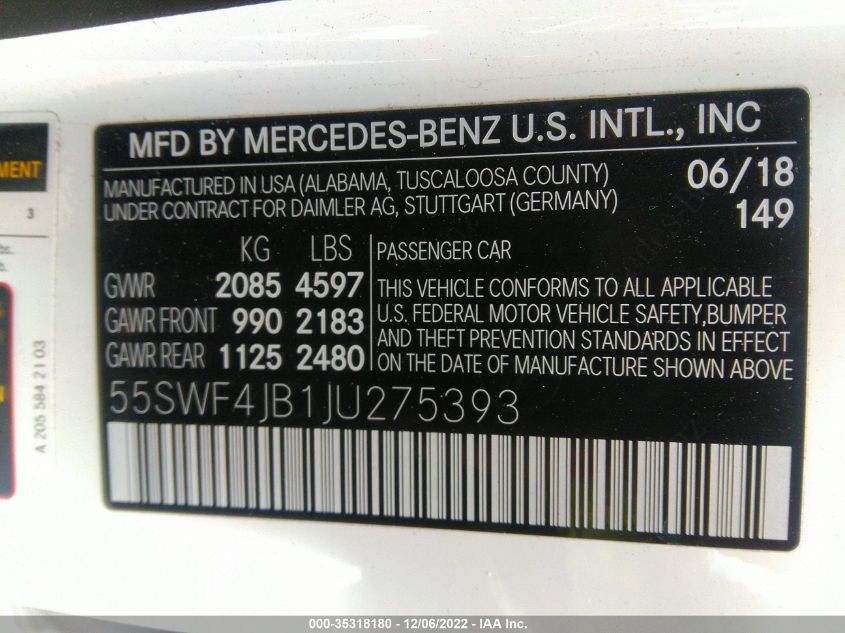 MFD BY MERCEDES-BENZ U.S. INTL., INC
MANUFACTURED IN USA (ALABAMA, TUSCALOOSA COUNTY) 06/18
UNDER CONTRACT FOR DAIMLER AG, STUTTGART (GERMANY) 149
KG LBS
GVWR 2085 4597
GAWR FRONT 990 2183
GAWR REAR 1125 2480
PASSENGER CAR
THIS VEHICLE CONFORMS TO ALL APPLICABLE
U.S. FEDERAL MOTOR VEHICLE SAFETY,BUMPER
AND THEFT PREVENTION STANDARDS IN EFFECT
ON THE DATE OF MANUFACTURE SHOWN ABOVE
55SWF4JB1JU275393
3
A 205 584 21 03
000-35318180 - 12/06/2022 - IAA Inc.